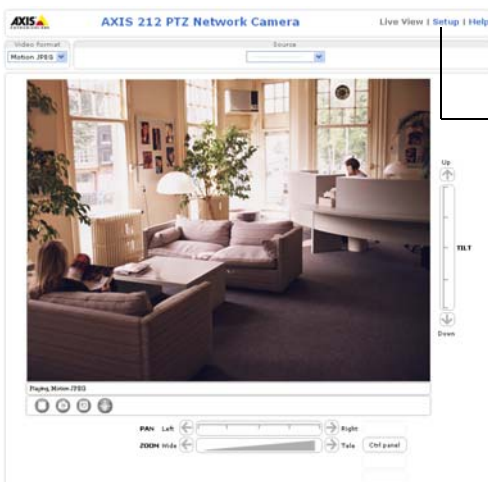 AXIS
AXIS 212 PTZ Network Camera
Live View | Setup | Help
Video format
Source
Motion JPEG
Up
TILT
Down
Playing, Motion JPEG
PAN Left Right
ZOOM Wide Tele
Ctrl panel